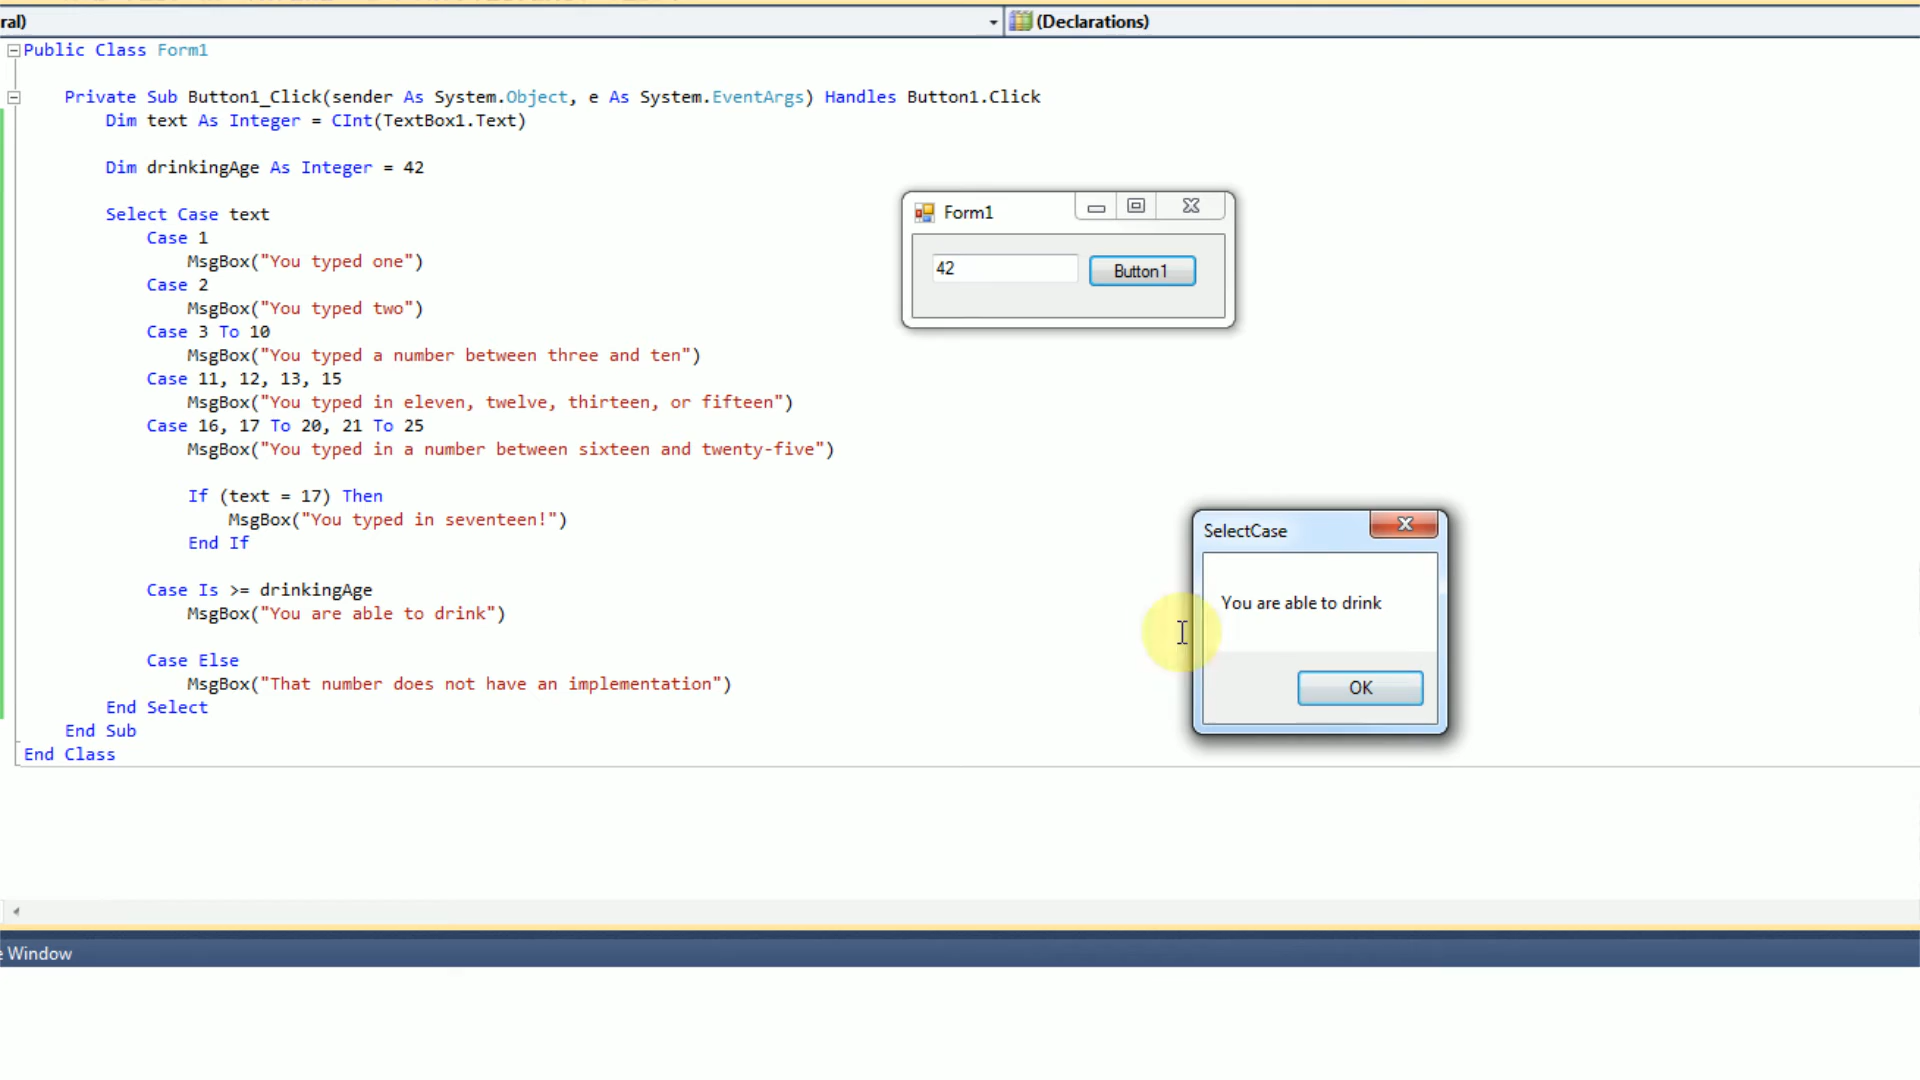 ral)
(Declarations)
Public Class Form1
Private Sub Button1_Click(sender As System.Object, e As System.EventArgs) Handles Button1.Click
Dim text As Integer = CInt(TextBox1.Text)
Dim drinkingAge As Integer = 42
Select Case text
Case 1
MsgBox("You typed one")
Case 2
MsgBox("You typed two")
Case 3 To 10
MsgBox("You typed a number between three and ten")
Case 11, 12, 13, 15
MsgBox("You typed in eleven, twelve, thirteen, or fifteen")
Case 16, 17 To 20, 21 To 25
MsgBox("You typed in a number between sixteen and twenty-five")
If (text = 17) Then
MsgBox("You typed in seventeen!")
End If
Case Is >= drinkingAge
MsgBox("You are able to drink")
Case Else
MsgBox("That number does not have an implementation")
End Select
End Sub
End Class
Form1
42
Button1
SelectCase
You are able to drink
OK
Window